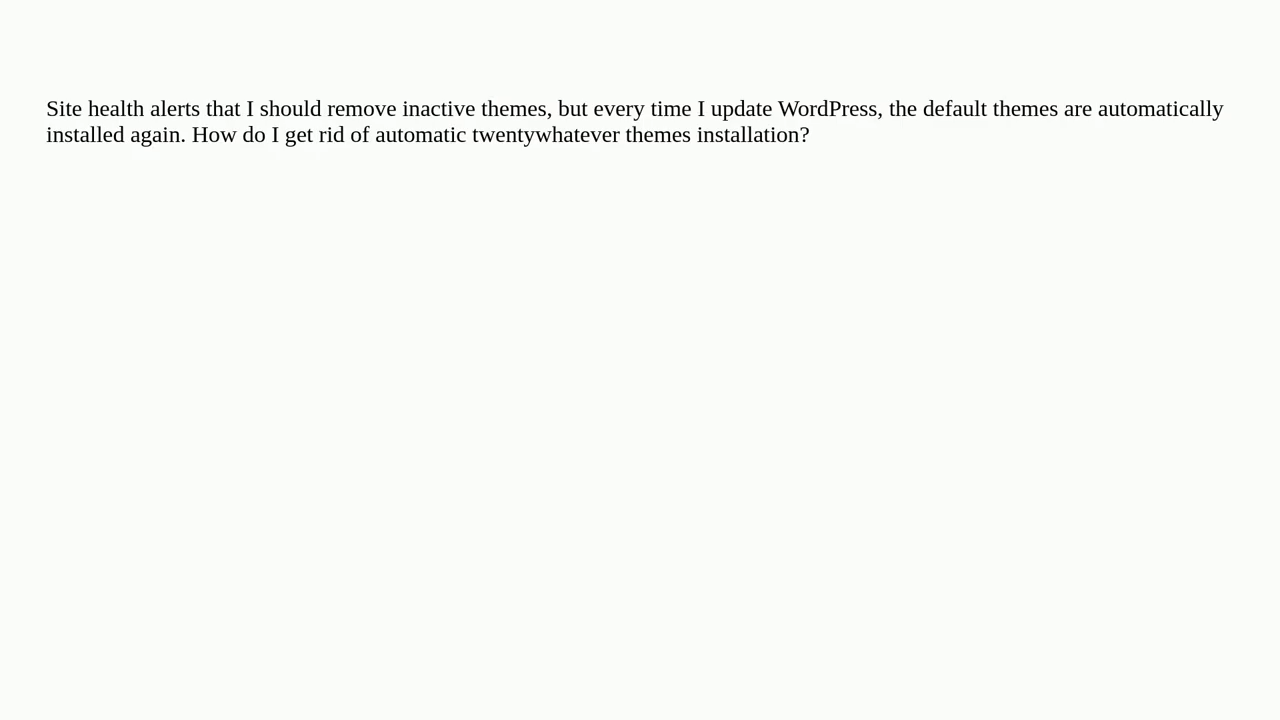 Site health alerts that I should remove inactive themes, but every time I update WordPress, the default themes are automatically
installed again. How do I get rid of automatic twentywhatever themes installation?